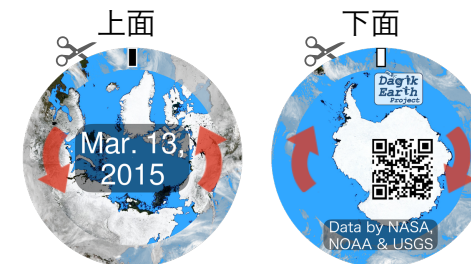 上面
下面
Mar. 13,
2015
Dagik
Earth
Project
Data by NASA,
NOAA & USGS